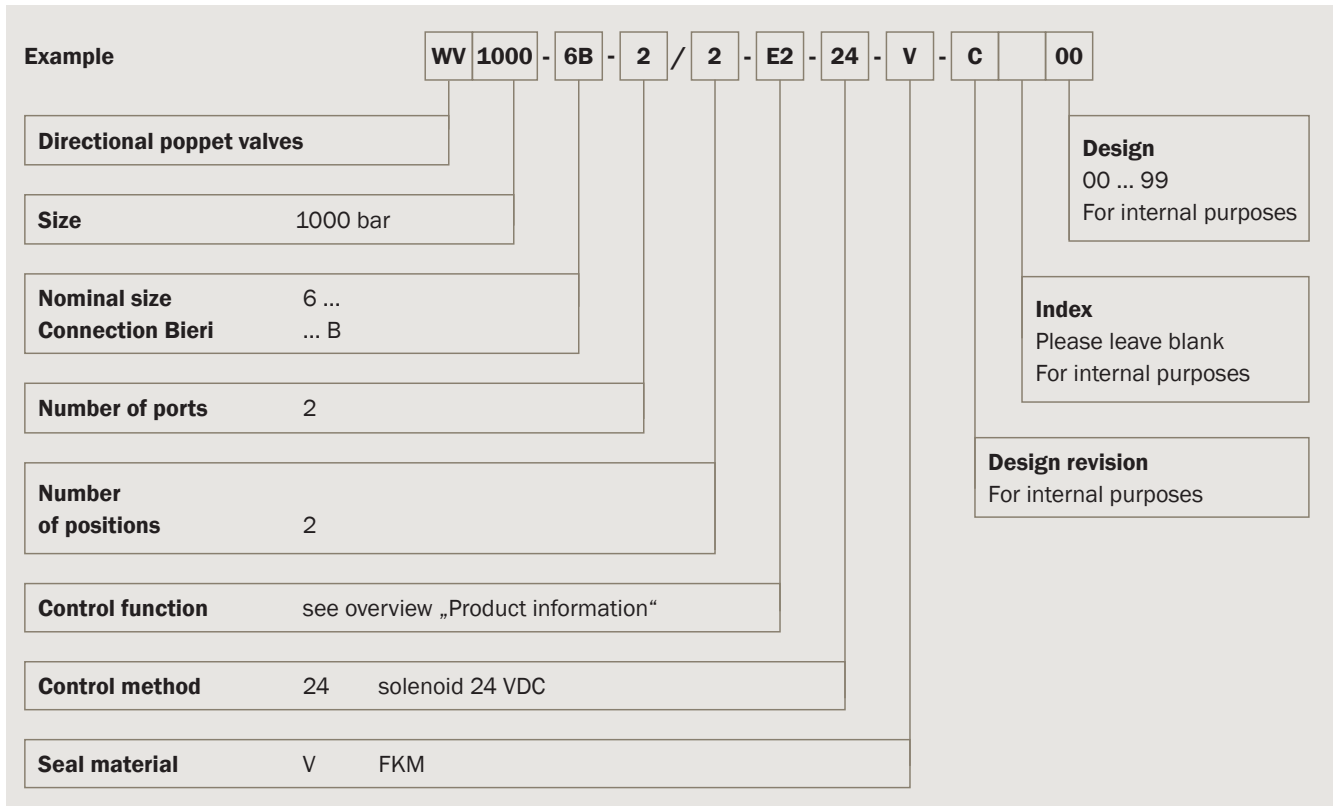 Example WV 1000 - 6B - 2 / 2 - E2 - 24 - V - C 00
Directional poppet valves
Size 1000 bar
Nominal size 6 ...
Connection Bieri ... B
Number of ports 2
Number
of positions 2
Control function see overview „Product information“
Control method 24 solenoid 24 VDC
Seal material V FKM
Design
00 ... 99
For internal purposes
Index
Please leave blank
For internal purposes
Design revision
For internal purposes